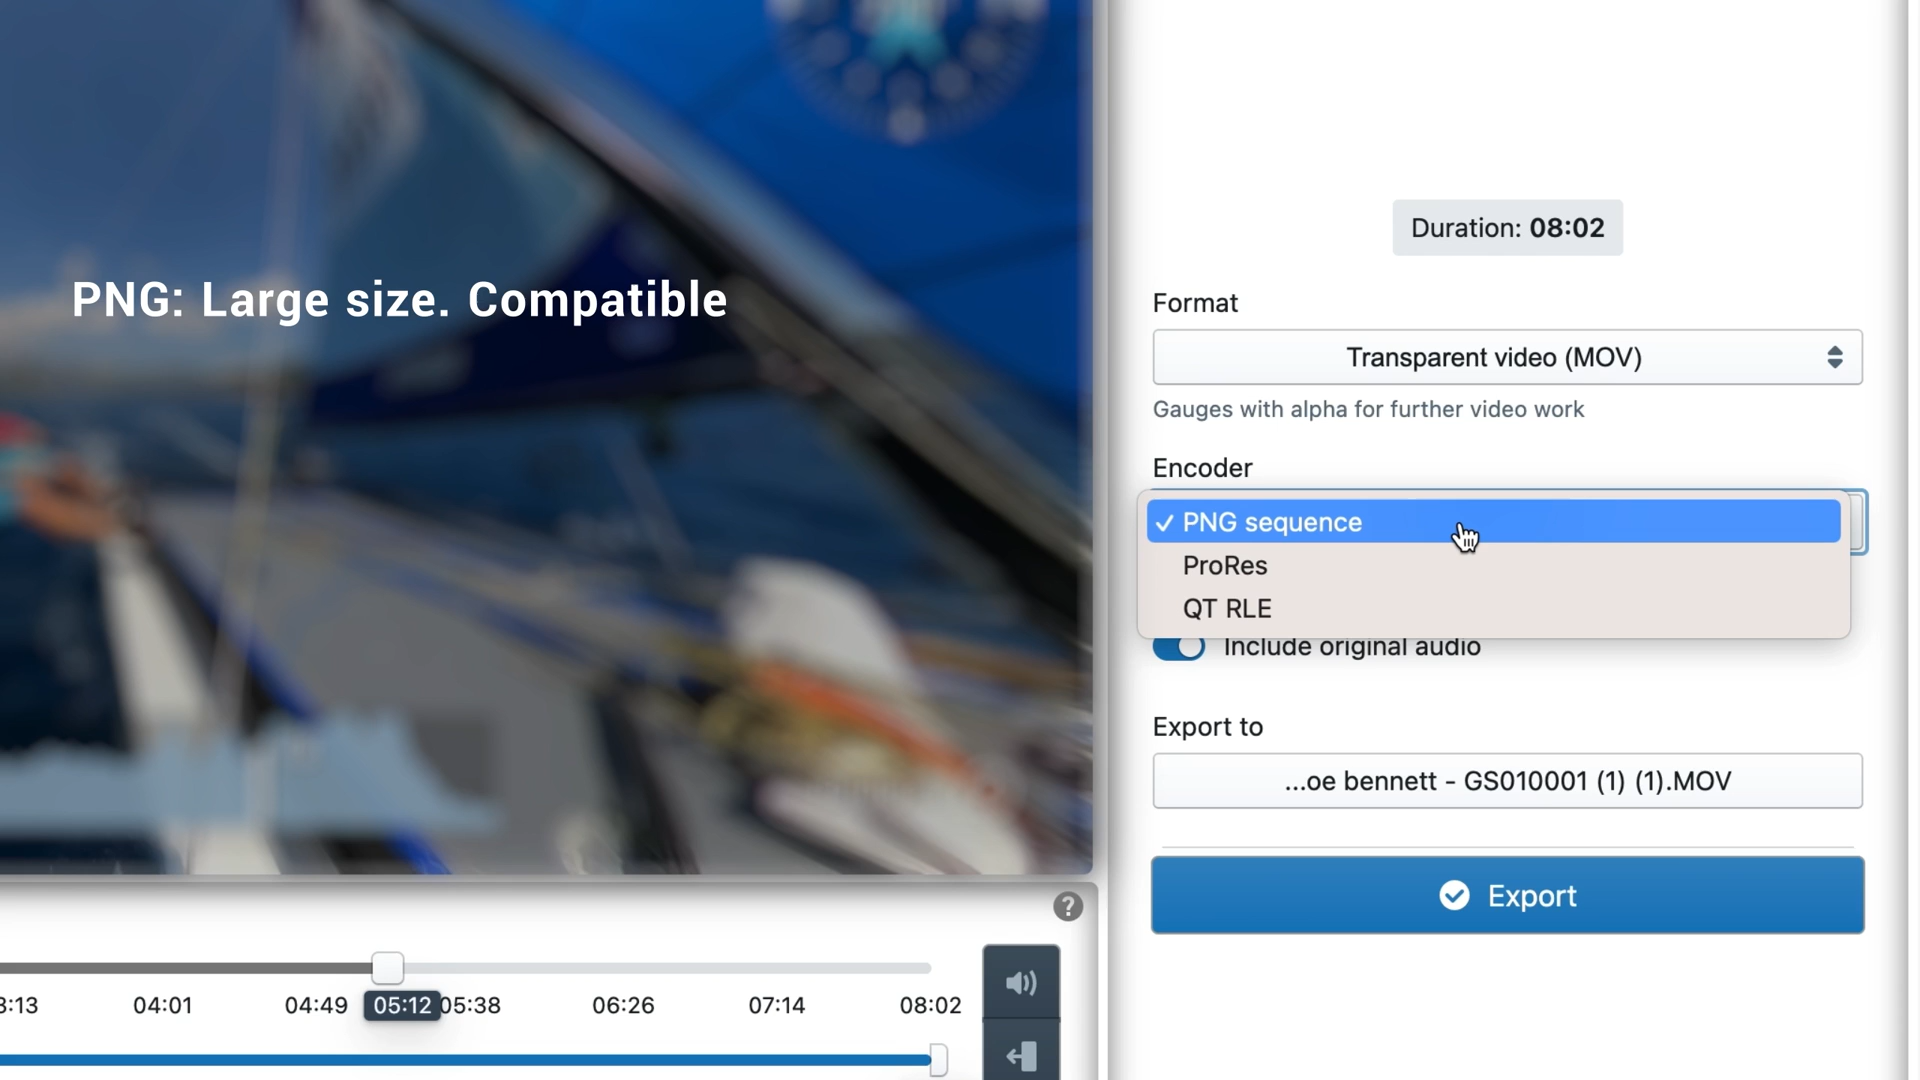 PNG: Large size. Compatible
Duration: 08:02
Format
Transparent video (MOV)
Gauges with alpha for further video work
Encoder
✓ PNG sequence
ProRes
QT RLE
Include original audio
Export to
...oe bennett - GS010001 (1) (1).MOV
Export
?
3:13
04:01
04:49
05:12
05:38
06:26
07:14
08:02